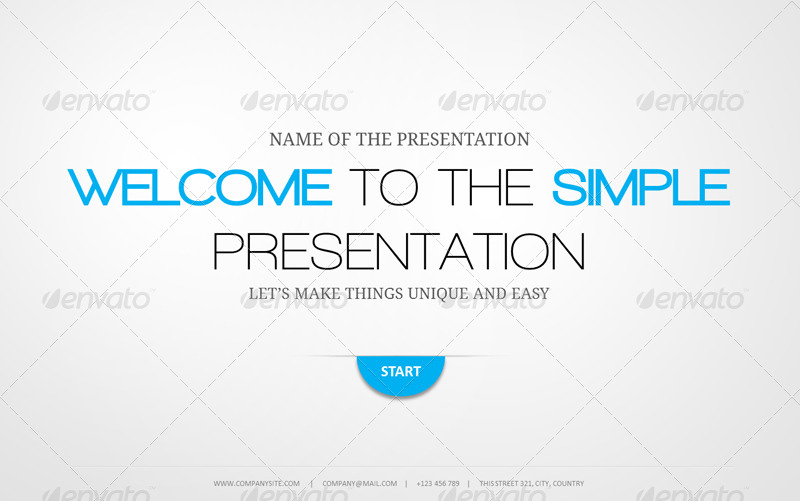 envato envato envato envato
NAME OF THE PRESENTATION
WELCOME TO THE SIMPLE
PRESENTATION
LET'S MAKE THINGS UNIQUE AND EASY
envato envato envato envato
START
WWW.COMPANYSITE.COM | COMPANY@MAIL.COM | +123 456 789 | THIS STREET 321, CITY, COUNTRY
envato envato envato envato